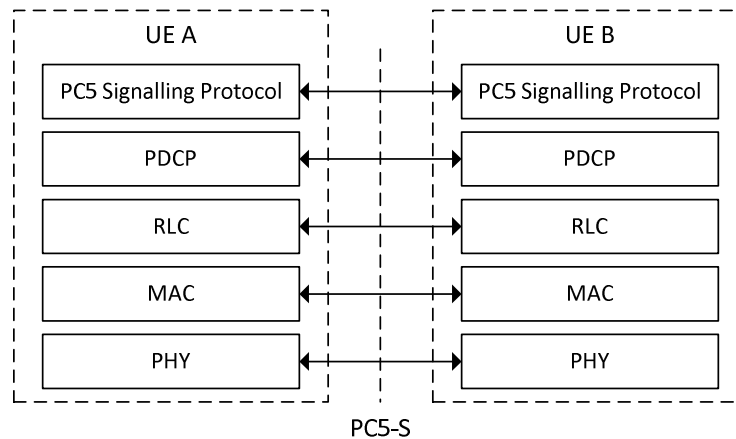 UE A
UE B
PC5 Signalling Protocol
PC5 Signalling Protocol
PDCP
PDCP
RLC
RLC
MAC
MAC
PHY
PHY
PC5-S